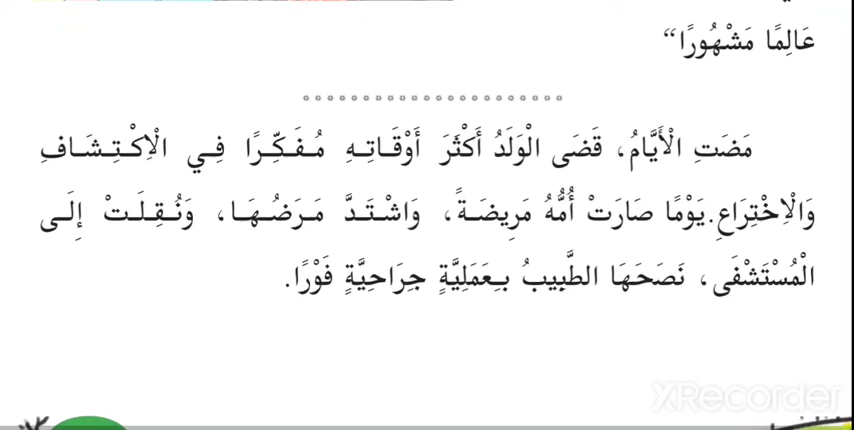 عَالِمًا مَشْهُورًا“
مَضَتِ الْأَيَّامُ، قَضَى الْوَلَدُ أَكْثَرَ أَوْقَاتِهِ مُفَكِّرًا فِي الْاِكْتِشَافِ
وَالْاِخْتِرَاعِ. يَوْمًا صَارَتْ أُمُّهُ مَرِيضَةً، وَاشْتَدَّ مَرَضُهَا، وَنُقِلَتْ إِلَى
الْمُسْتَشْفَى، نَصَحَهَا الطَّبِيبُ بِعَمَلِيَّةٍ جِرَاحِيَّةٍ فَوْرًا.
XRecorder